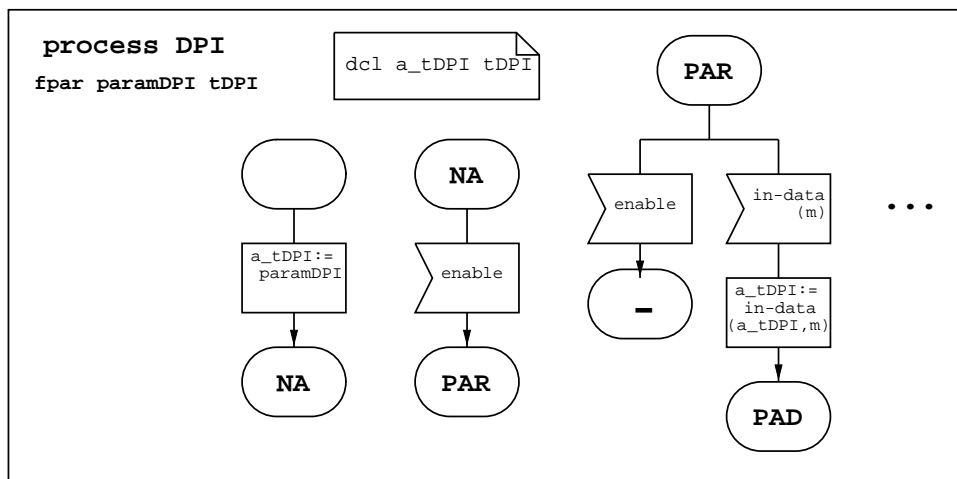 process DPI
fpar paramDPI tDPI
dcl a_tDPI tDPI
PAR
NA
enable
in-data
(m)
...
a_tDPI:=
paramDPI
enable
-
a_tDPI:=
in-data
(a_tDPI,m)
NA
PAR
PAD